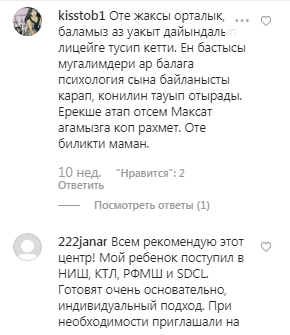 kisstob1 Оте жаксы орталык,
баламыз аз уакыт дайындалып
лицейге тусип кетти. Ен бастысы
мугалимдери ар балага
психология сына байланысты
карап, конилин тауып отырады.
Ерекше атап отсем Максат
агамызга коп рахмет. Оте
биликти маман.
10 нед. "Нравится": 2
Ответить
Посмотреть ответы (1)
222janar Всем рекомендую этот
центр! Мой ребенок поступил в
НИШ, КТЛ, РФМШ и SDCL.
Готовят очень основательно,
индивидуальный подход. При
необходимости приглашали на